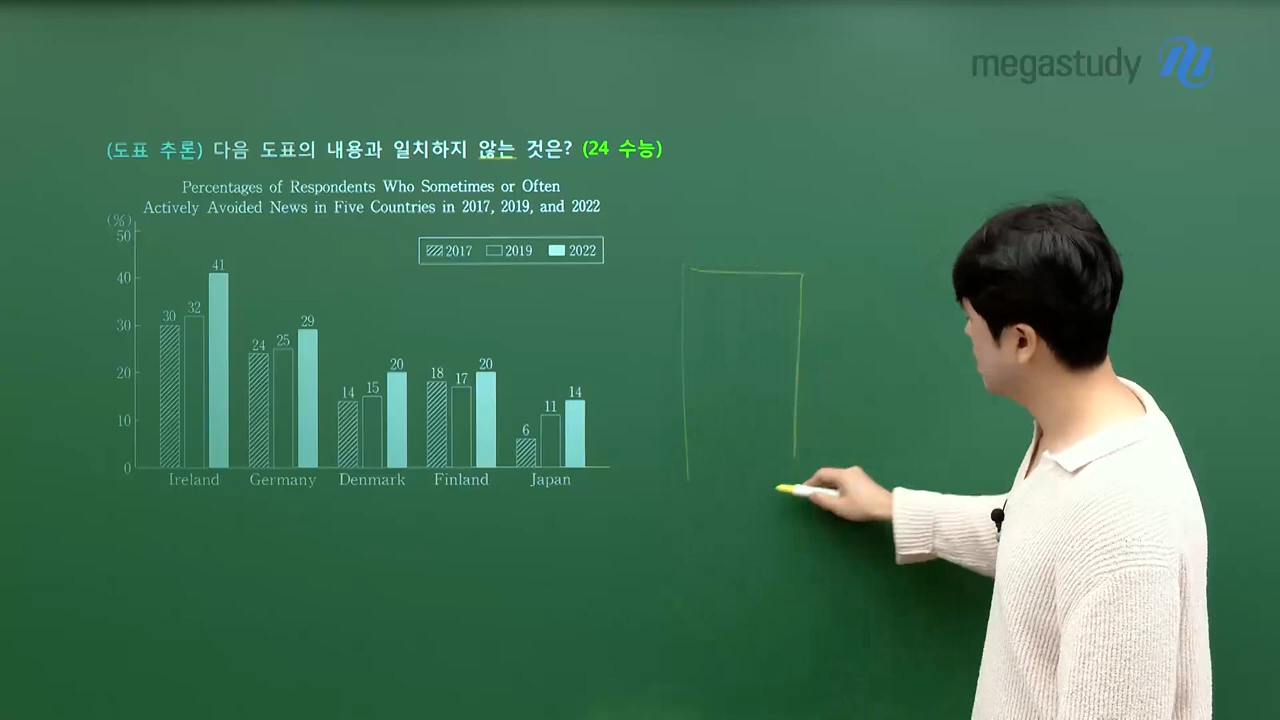 megastudy
(도표 추론) 다음 도표의 내용과 일치하지 않는 것은? (24 수능)
Percentages of Respondents Who Sometimes or Often
Actively Avoided News in Five Countries in 2017, 2019, and 2022
(%)
2017 2019 2022
50
40
30
20
10
0
30 32 41
24 25 29
14 15 20
18 17 20
6 11 14
Ireland Germany Denmark Finland Japan